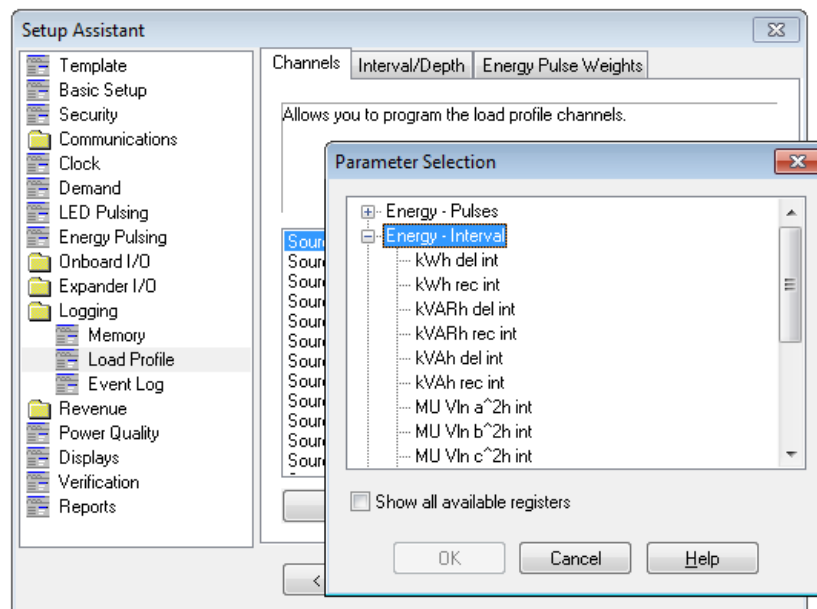 Setup Assistant
Template
Basic Setup
Security
Communications
Clock
Demand
LED Pulsing
Energy Pulsing
Onboard I/O
Expander I/O
Logging
Memory
Load Profile
Event Log
Revenue
Power Quality
Displays
Verification
Reports
Channels Interval/Depth Energy Pulse Weights
Allows you to program the load profile channels.
Parameter Selection
Energy - Pulses
Energy - Interval
kWh del int
kWh rec int
kVARh del int
kVARh rec int
kVAh del int
kVAh rec int
MU Vln a^2h int
MU Vln b^2h int
MU Vln c^2h int
Show all available registers
OK Cancel Help
<